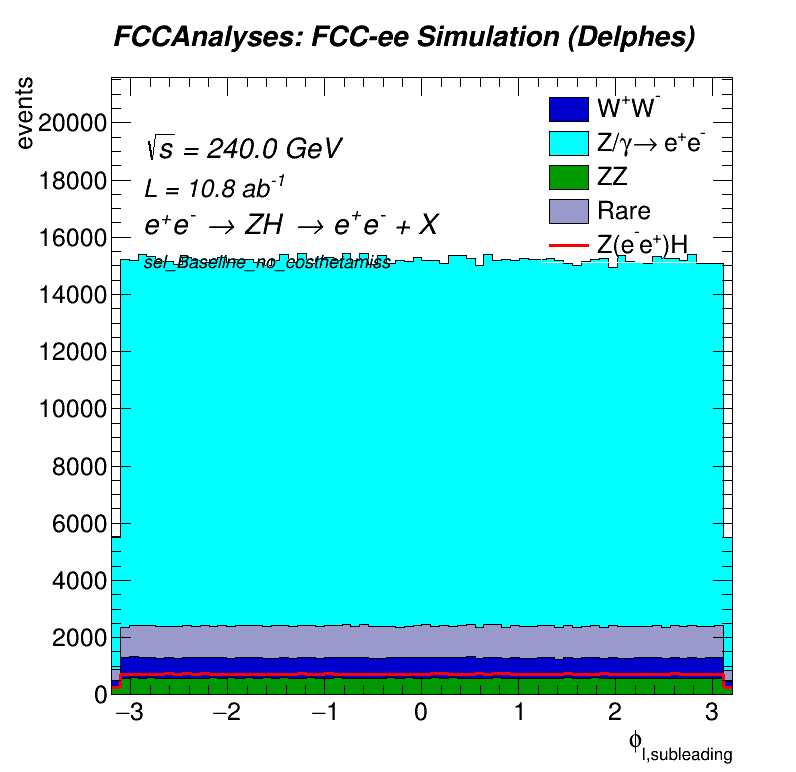 FCCAnalyses: FCC-ee Simulation (Delphes)
events
20000
18000
16000
14000
12000
10000
8000
6000
4000
2000
0
√s = 240.0 GeV
L = 10.8 ab⁻¹
e⁺e⁻ → ZH → e⁺e⁻ + X
sel_Baseline_no_costhetamiss
W⁺W⁻
Z/γ→ e⁺e⁻
ZZ
Rare
Z(e⁻e⁺)H
−3 −2 −1 0 1 2 3
ϕ l,subleading